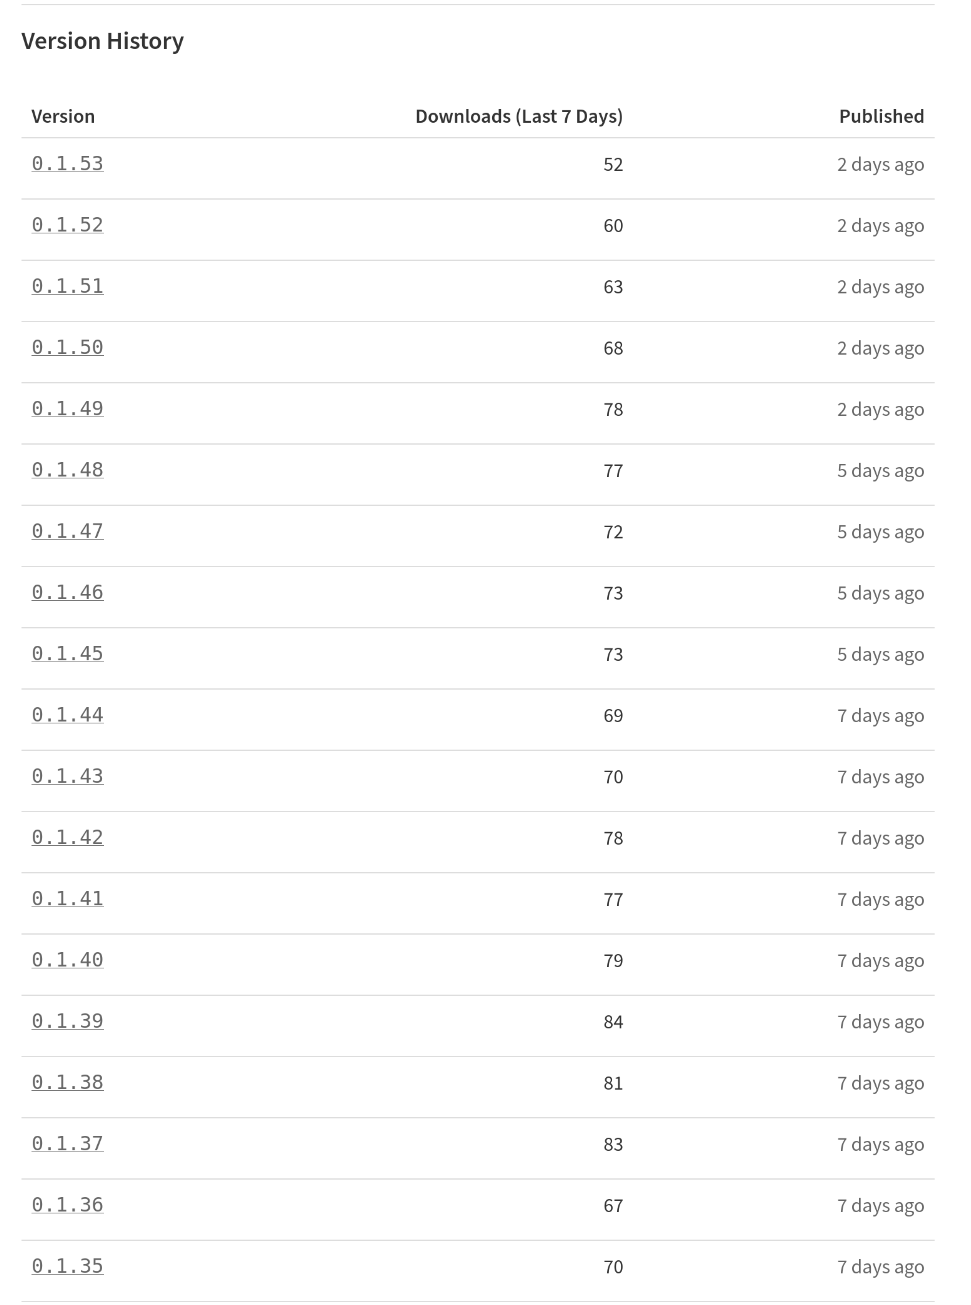 Version History
Version Downloads (Last 7 Days) Published
0.1.53 52 2 days ago
0.1.52 60 2 days ago
0.1.51 63 2 days ago
0.1.50 68 2 days ago
0.1.49 78 2 days ago
0.1.48 77 5 days ago
0.1.47 72 5 days ago
0.1.46 73 5 days ago
0.1.45 73 5 days ago
0.1.44 69 7 days ago
0.1.43 70 7 days ago
0.1.42 78 7 days ago
0.1.41 77 7 days ago
0.1.40 79 7 days ago
0.1.39 84 7 days ago
0.1.38 81 7 days ago
0.1.37 83 7 days ago
0.1.36 67 7 days ago
0.1.35 70 7 days ago